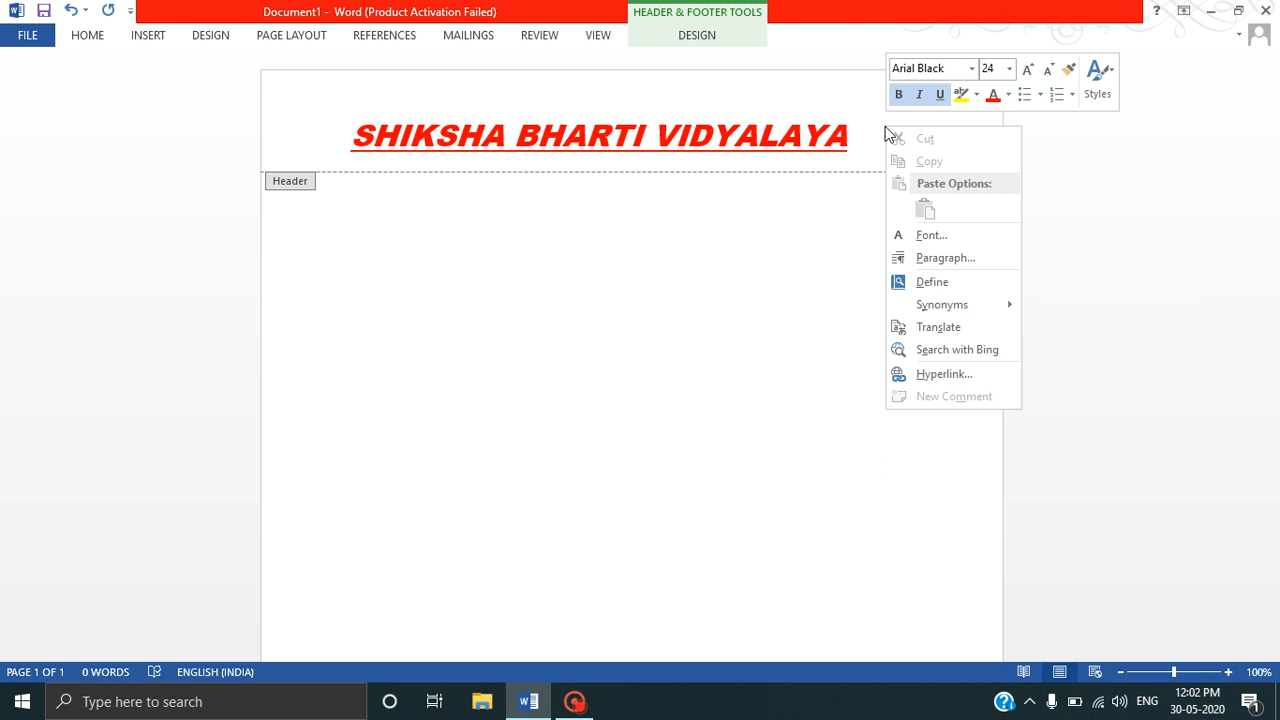 Document1 - Word (Product Activation Failed)
HEADER & FOOTER TOOLS
?
FILE
HOME
INSERT
DESIGN
PAGE LAYOUT
REFERENCES
MAILINGS
REVIEW
VIEW
DESIGN
Arial Black
24
A
A
B
I
U
ab
A
Styles
SHIKSHA BHARTI VIDYALAYA
Header
Cut
Copy
Paste Options:
A Font...
Paragraph...
Define
Synonyms
Translate
Search with Bing
Hyperlink...
New Comment
PAGE 1 OF 1
0 WORDS
ENGLISH (INDIA)
100%
Type here to search
ENG
12:02 PM
30-05-2020
1